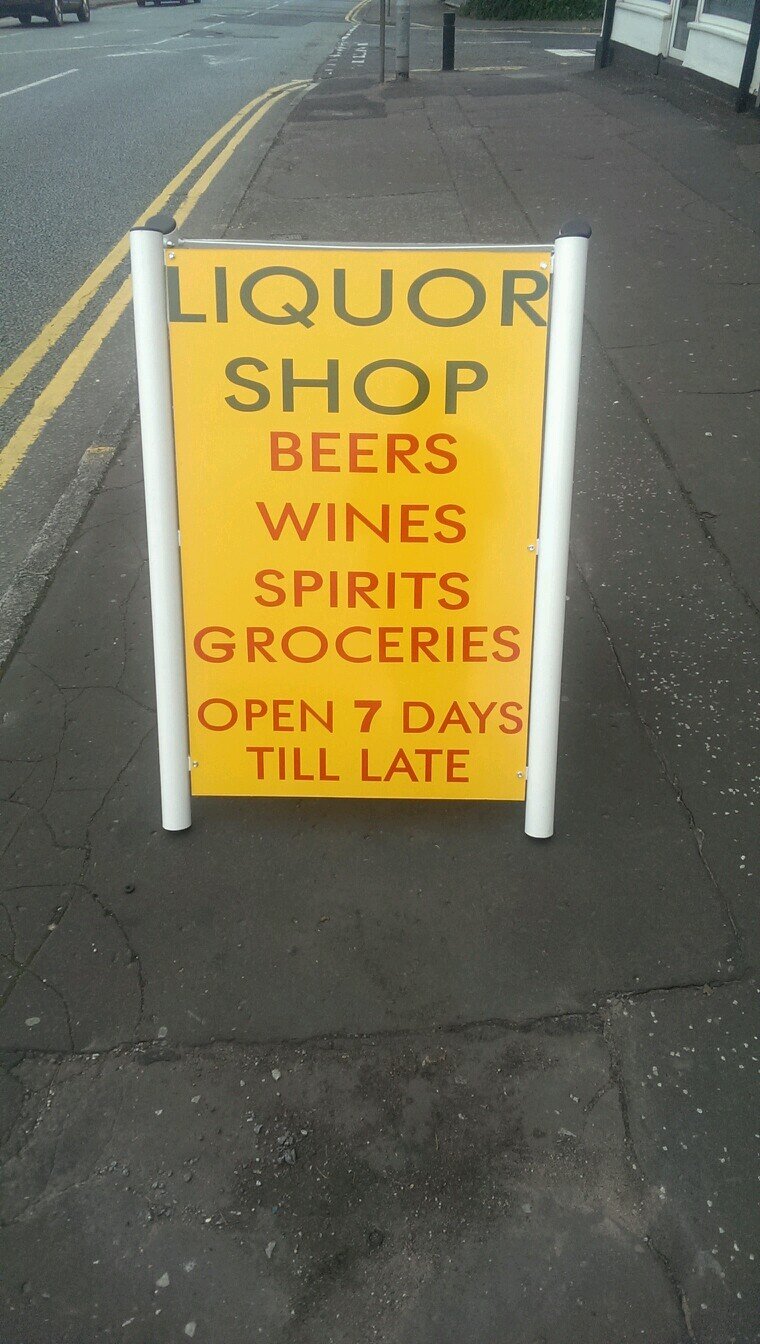 LIQUOR
SHOP
BEERS
WINES
SPIRITS
GROCERIES
OPEN 7 DAYS
TILL LATE